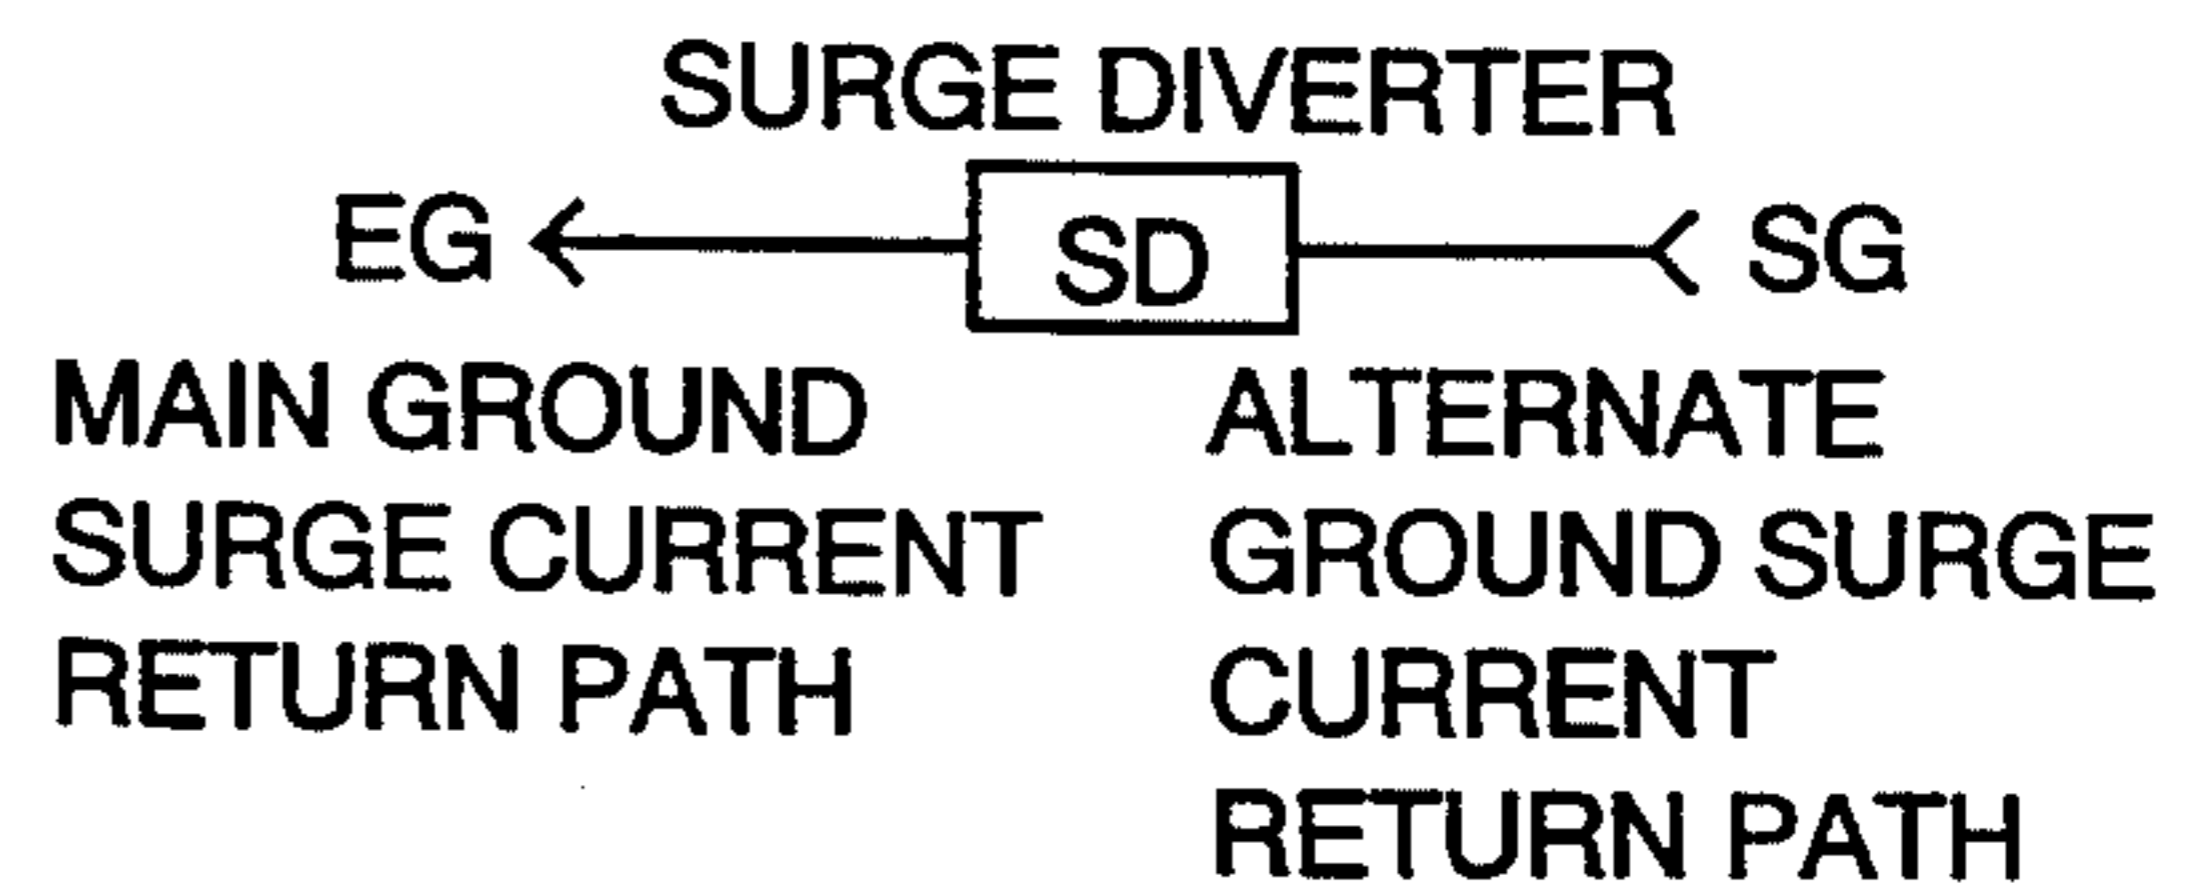 SURGE DIVERTER
EG SD SG
MAIN GROUND
SURGE CURRENT
RETURN PATH
ALTERNATE
GROUND SURGE
CURRENT
RETURN PATH